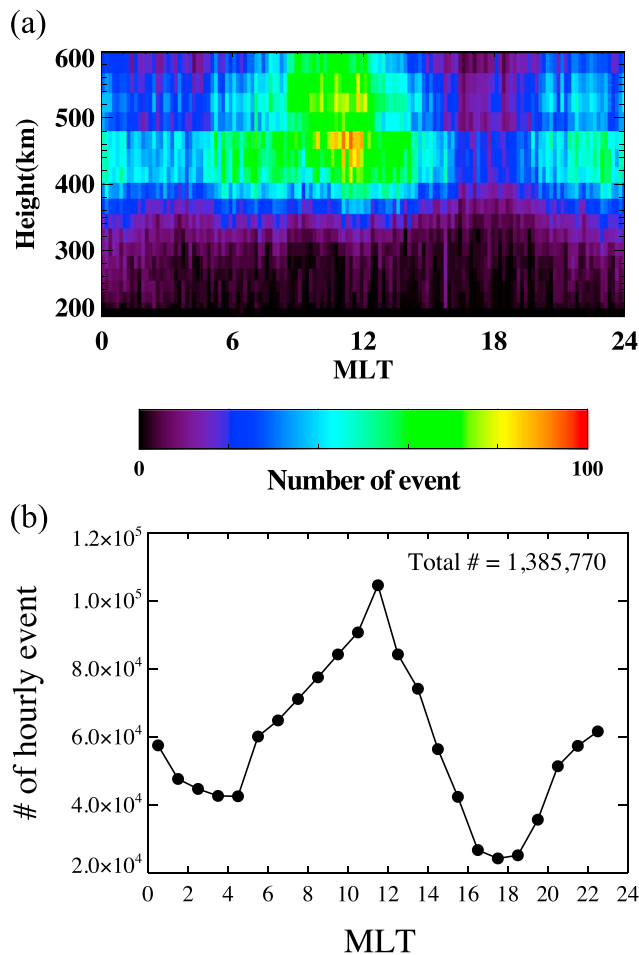 (a)
600
500
400
300
200
Height(km)
0 6 12 18 24
MLT
0 100
Number of event
(b)
1.2×10⁵
1.0×10⁵
8.0×10⁴
6.0×10⁴
4.0×10⁴
2.0×10⁴
# of hourly event
Total # = 1,385,770
0 2 4 6 8 10 12 14 16 18 20 22 24
MLT